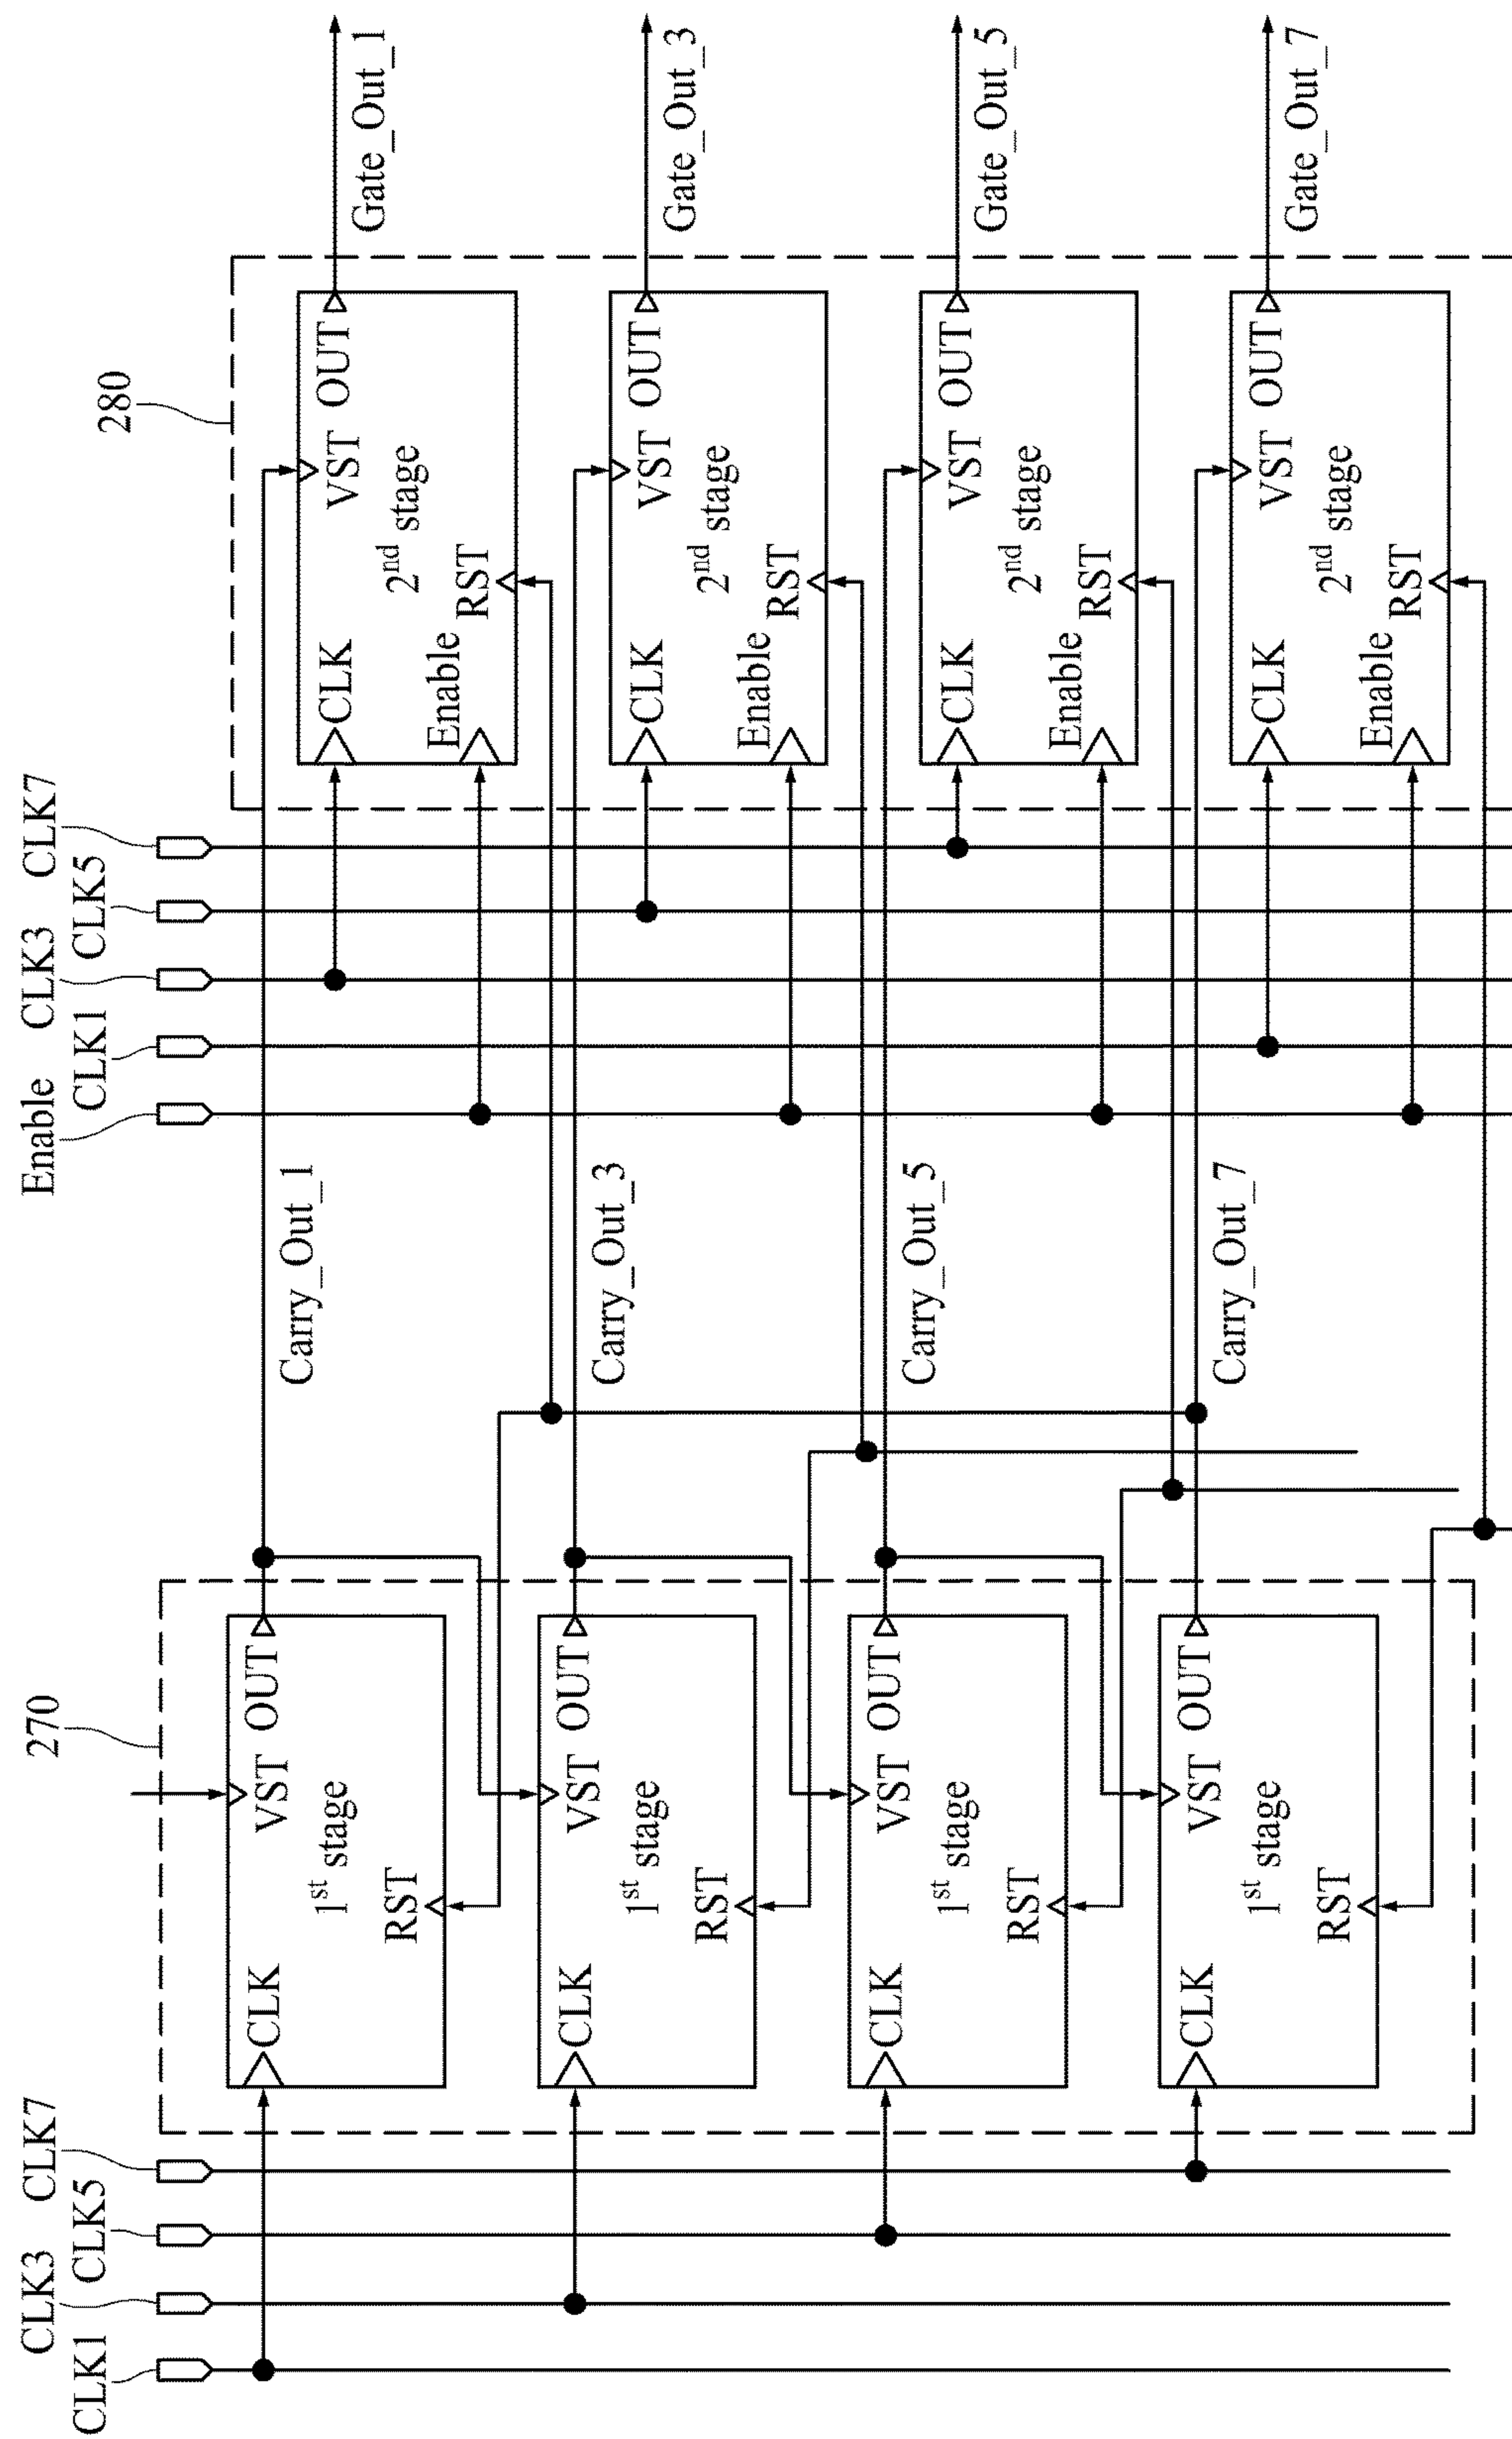 CLK1
CLK3
CLK5
CLK7
270
CLK
VST
OUT
1st stage
RST
CLK
VST
OUT
1st stage
RST
CLK
VST
OUT
1st stage
RST
CLK
VST
OUT
1st stage
RST
Carry_Out_1
Carry_Out_3
Carry_Out_5
Carry_Out_7
Enable
CLK1
CLK3
CLK5
CLK7
280
CLK
VST
OUT
2nd stage
Enable
RST
CLK
VST
OUT
2nd stage
Enable
RST
CLK
VST
OUT
2nd stage
Enable
RST
CLK
VST
OUT
2nd stage
Enable
RST
Gate_Out_1
Gate_Out_3
Gate_Out_5
Gate_Out_7